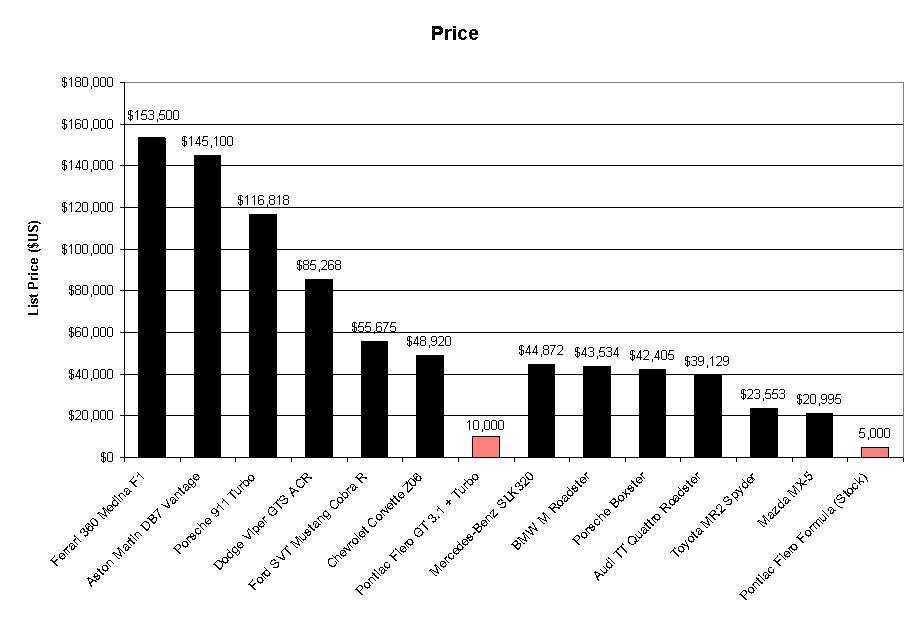 Price
List Price ($US)
$180,000
$160,000
$140,000
$120,000
$100,000
$80,000
$60,000
$40,000
$20,000
$0
$153,500
$145,100
$116,818
$85,268
$55,675
$48,920
10,000
$44,872
$43,534
$42,405
$39,129
$23,553
$20,995
5,000
Ferrari 360 Medina F1
Aston Martin DB7 Vantage
Porsche 911 Turbo
Dodge Viper GTS ACR
Ford SVT Mustang Cobra R
Chevrolet Corvette Z06
Pontiac Fiero GT 3.1 + Turbo
Mercedes-Benz SLK320
BMW M Roadster
Porsche Boxster
Audi TT Quattro Roadster
Toyota MR2 Spyder
Mazda MX-5
Pontiac Fiero Formula (Stock)